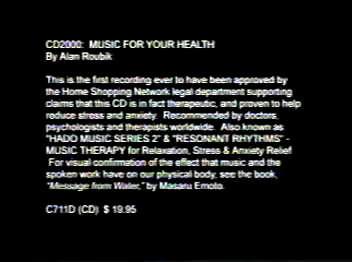 CD2000:  MUSIC FOR YOUR HEALTH
By Alan Roubik
This is the first recording ever to have been approved by
the Home Shopping Network legal department supporting
claims that this CD is in fact therapeutic, and proven to help
reduce stress and anxiety.  Recommended by doctors,
psychologists and therapists worldwide.  Also known as
"HADO MUSIC SERIES 2" & "RESONANT RHYTHMS" -
MUSIC THERAPY for Relaxation, Stress & Anxiety Relief
For visual confirmation of the effect that music and the
spoken work have on our physical body, see the book,
"Message from Water," by Masaru Emoto.
C711D (CD)  $ 19.95